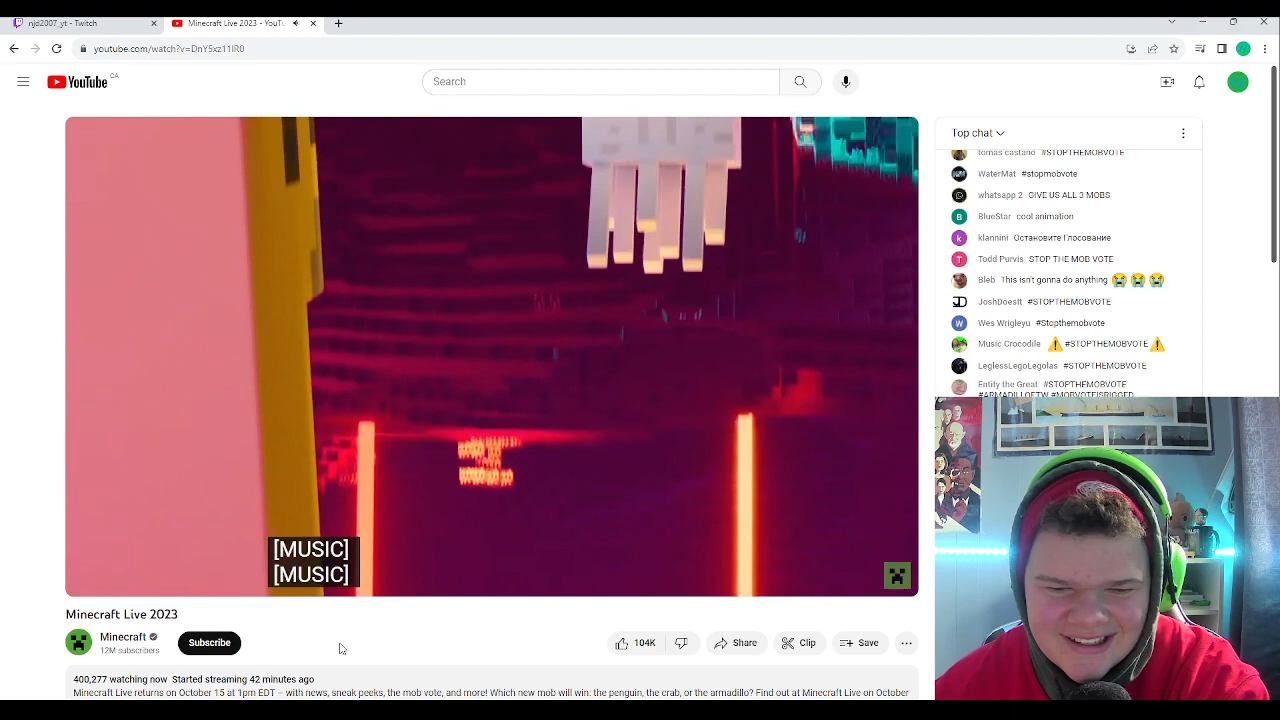 njd2007_yt - Twitch
Minecraft Live 2023 - YouTu
youtube.com/watch?v=DnY5xz11IR0
YouTube CA
Search
[MUSIC]
[MUSIC]
Minecraft Live 2023
Minecraft
12M subscribers
Subscribe
104K
Share
Clip
Save
400,277 watching now Started streaming 42 minutes ago
Minecraft Live returns on October 15 at 1pm EDT – with news, sneak peeks, the mob vote, and more! Which new mob will win: the penguin, the crab, or the armadillo? Find out at Minecraft Live on October
Top chat
tomas castano #STOPTHEMOBVOTE
WaterMat #stopmobvote
whatsapp 2 GIVE US ALL 3 MOBS
BlueStar cool animation
klannini Остановите Глосование
Todd Purvis STOP THE MOB VOTE
Bleb This isn't gonna do anything 😭 😭 😭
JoshDoesIt #STOPTHEMOBVOTE
Wes Wrigleyu #Stopthemobvote
Music Crocodile ⚠️ #STOPTHEMOBVOTE ⚠️
LeglessLegoLegolas #STOPTHEMOBVOTE
Entity the Great #STOPTHEMOBVOTE
#ARMADILLOFTW #MOBVOTEISRIGGED